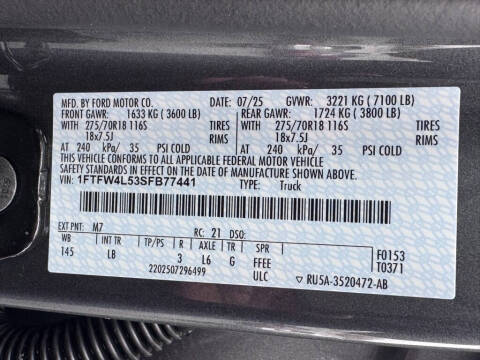 MFD. BY FORD MOTOR CO. 07/25 GVWR: 3221 KG ( 7100 LB)
FRONT GAWR: 1633 KG ( 3600 LB) REAR GAWR: 1724 KG ( 3800 LB)
WITH WITH
275/70R18 116S TIRES 275/70R18 116S TIRES
18x7.5J RIMS 18x7.5J RIMS
AT 240 kPa/ 35 PSI COLD AT 240 kPa/ 35 PSI COLD
THIS VEHICLE CONFORMS TO ALL APPLICABLE FEDERAL MOTOR VEHICLE
SAFETY STANDARDS IN EFFECT ON THE DATE OF MANUFACTURE SHOWN ABOVE.
VIN: 1FTFW4L53SFB77441 TYPE: Truck
EXT PNT: M7 RC: 21 DSO:
WB INT TR TP/PS R AXLE TR SPR
145 LB 3 L6 G FFEE
2202507296499 ULC
F0153
T0371
▽ RU5A-3520472-AB